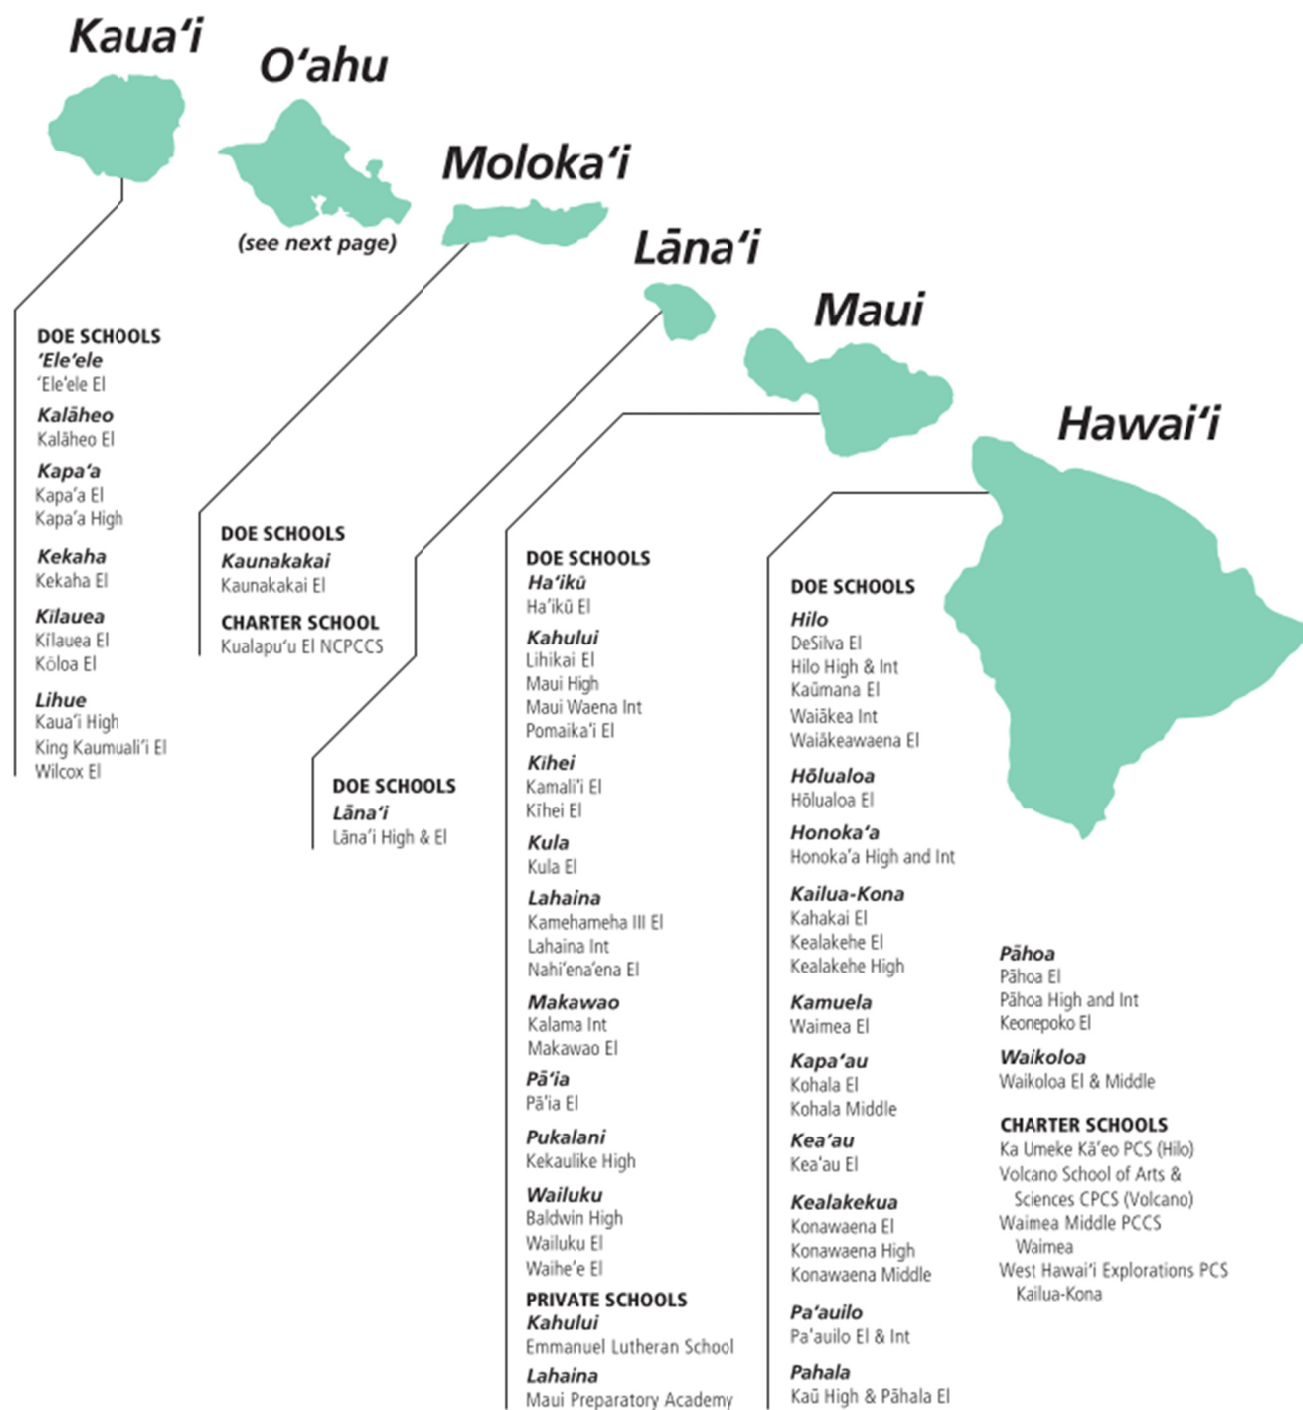 Kaua‘i
O‘ahu
(see next page)
Moloka‘i
Lāna‘i
Maui
Hawai‘i
DOE SCHOOLS
‘Ele‘ele
‘Ele‘ele El
Kalāheo
Kalāheo El
Kapa‘a
Kapa‘a El
Kapa‘a High
Kekaha
Kekaha El
Kīlauea
Kīlauea El
Kōloa El
Lihue
Kaua‘i High
King Kaumuali‘i El
Wilcox El
DOE SCHOOLS
Kaunakakai
Kaunakakai El
CHARTER SCHOOL
Kualapu‘u El NCPCCS
DOE SCHOOLS
Lāna‘i
Lāna‘i High & El
DOE SCHOOLS
Ha‘ikū
Ha‘ikū El
Kahului
Lihikai El
Maui High
Maui Waena Int
Pomaika‘i El
Kīhei
Kamali‘i El
Kīhei El
Kula
Kula El
Lahaina
Kamehameha III El
Lahaina Int
Nahi‘ena‘ena El
Makawao
Kalama Int
Makawao El
Pā‘ia
Pā‘ia El
Pukalani
Kekaulike High
Wailuku
Baldwin High
Wailuku El
Waihe‘e El
PRIVATE SCHOOLS
Kahului
Emmanuel Lutheran School
Lahaina
Maui Preparatory Academy
DOE SCHOOLS
Hilo
DeSilva El
Hilo High & Int
Kaūmana El
Waiākea Int
Waiākeawaena El
Hōlualoa
Hōlualoa El
Honoka‘a
Honoka‘a High and Int
Kailua-Kona
Kahakai El
Kealakehe El
Kealakehe High
Kamuela
Waimea El
Kapa‘au
Kohala El
Kohala Middle
Kea‘au
Kea‘au El
Kealakekua
Konawaena El
Konawaena High
Konawaena Middle
Pa‘auilo
Pa‘auilo El & Int
Pahala
Kaū High & Pāhala El
Pāhoa
Pāhoa El
Pāhoa High and Int
Keonepoko El
Waikoloa
Waikoloa El & Middle
CHARTER SCHOOLS
Ka Umeke Kā‘eo PCS (Hilo)
Volcano School of Arts &
Sciences CPCS (Volcano)
Waimea Middle PCCS
Waimea
West Hawai‘i Explorations PCS
Kailua-Kona